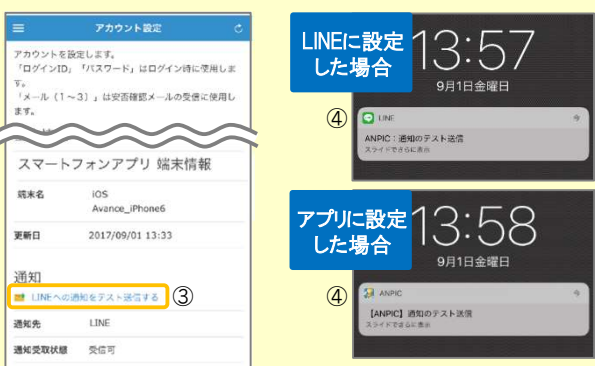 アカウント設定
アカウントを設定します。
「ログインID」「パスワード」はログイン時に使用しま
す。
「メール（1～3）」は安否確認メールの受信に使用し
ます。
スマートフォンアプリ 端末情報
端末名 iOS
Avance_iPhone6
更新日 2017/09/01 13:33
通知
LINEへの通知をテスト送信する ③
通知先 LINE
通知受取状態 受信可
LINEに設定
した場合
13:57
9月1日金曜日
④
LINE 今
ANPIC：通知のテスト送信
スライドでさらに表示
アプリに設定
した場合
13:58
9月1日金曜日
④
ANPIC 今
【ANPIC】通知のテスト送信
スライドでさらに表示